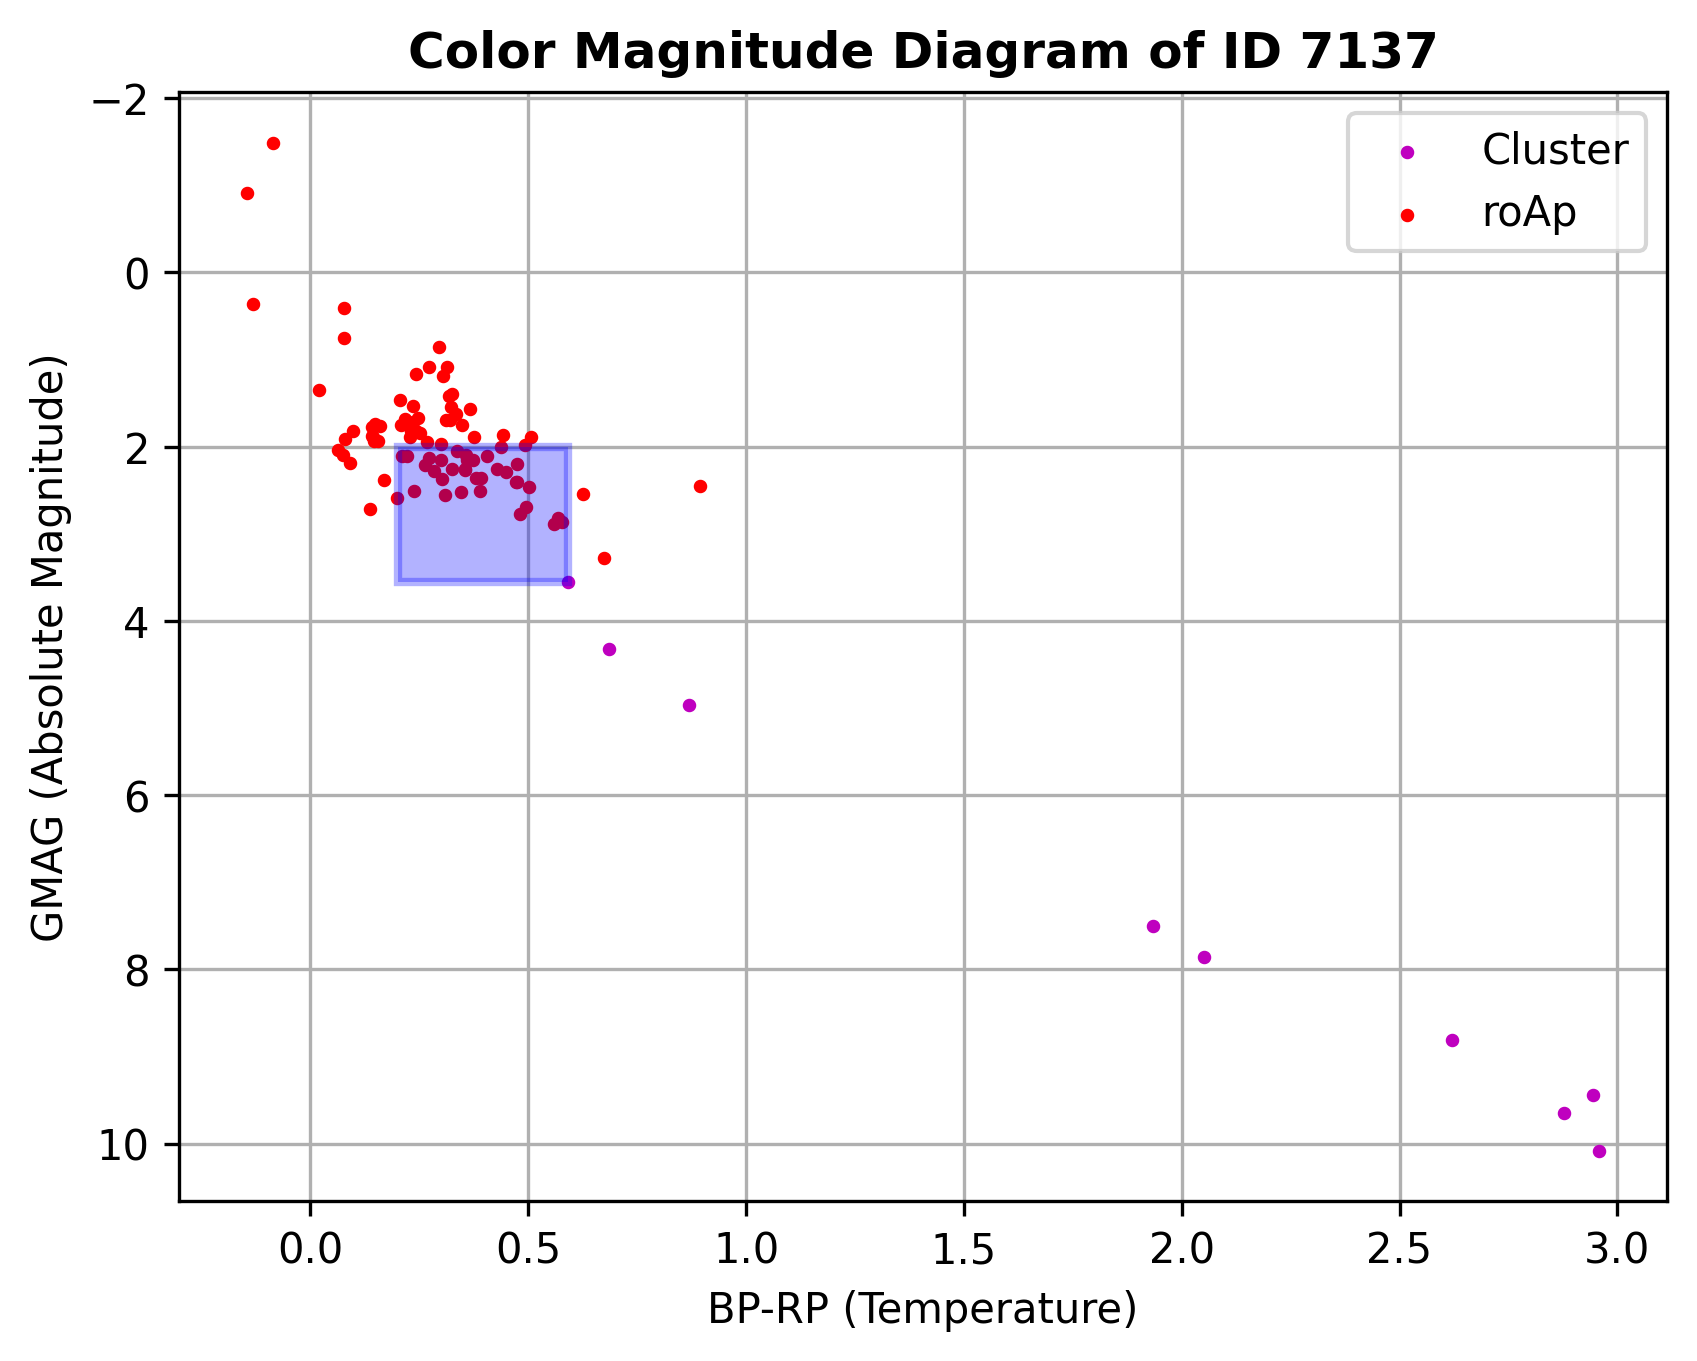 Color Magnitude Diagram of ID 7137
Cluster
roAp
GMAG (Absolute Magnitude)
−2
0
2
4
6
8
10
0.0 0.5 1.0 1.5 2.0 2.5 3.0
BP-RP (Temperature)